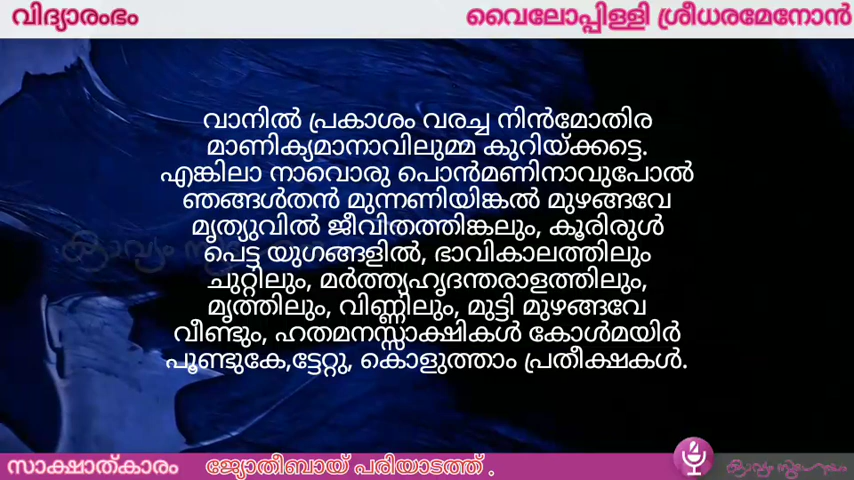 വിദ്യാരംഭം
വൈലോപ്പിള്ളി ശ്രീധരമേനോൻ
വാനിൽ പ്രകാശം വരച്ച നിൻമോതിര
മാണിക്യമാനാവിലുമ്മ കുറിയ്ക്കട്ടെ.
എങ്കിലാ നാവൊരു പൊൻമണിനാവുപോൽ
ഞങ്ങൾതൻ മുന്നണിയിങ്കൽ മുഴങ്ങവേ
മൃത്യുവിൽ ജീവിതത്തിങ്കലും, കൂരിരുൾ
പെട്ട യുഗങ്ങളിൽ, ഭാവികാലത്തിലും
ചുറ്റിലും, മർത്ത്യഹൃദന്തരാളത്തിലും,
മൃത്തിലും, വിണ്ണിലും, മുട്ടി മുഴങ്ങവേ
വീണ്ടും, ഹതമനസ്സാക്ഷികൾ കോൾമയിർ
പൂണ്ടുകേ,ട്ടേറ്റു, കൊളുത്താം പ്രതീക്ഷകൾ.
സാക്ഷാത്കാരം
ജ്യോതീബായ് പരിയാടത്ത് .